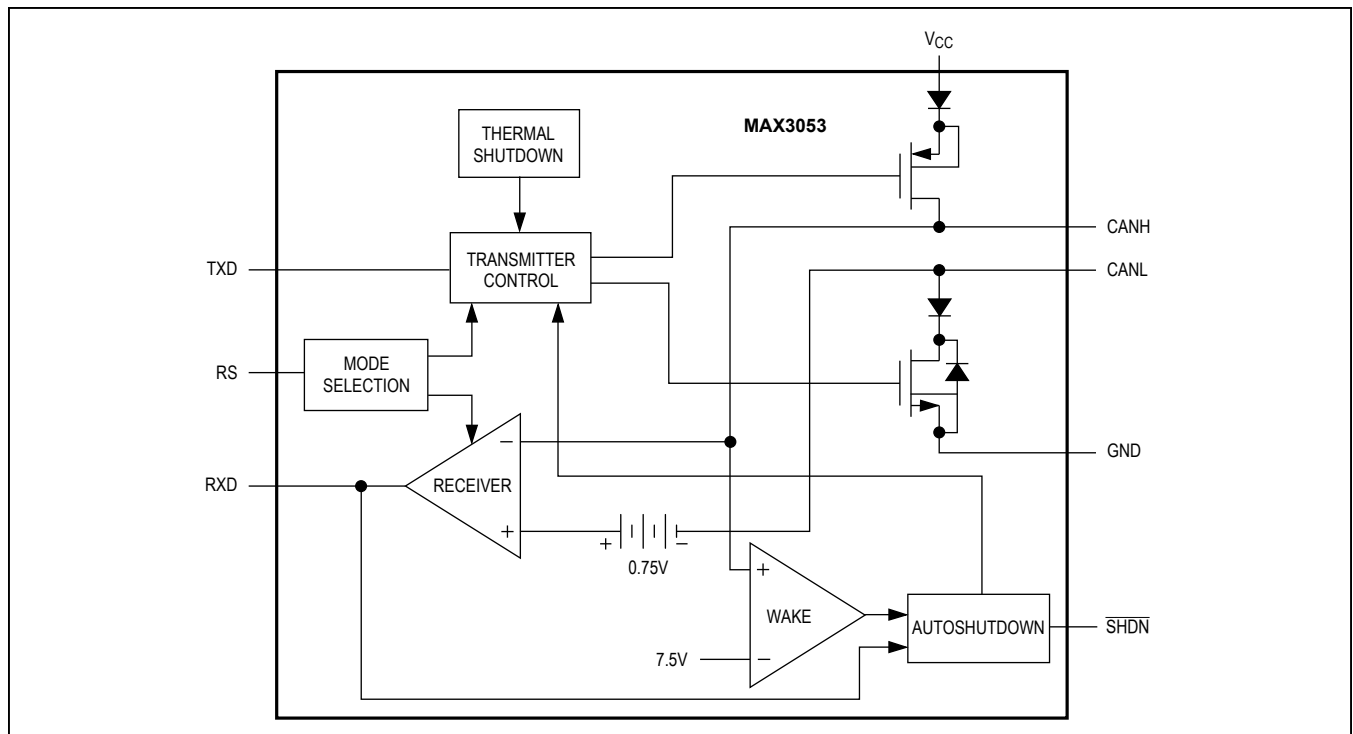 VCC
MAX3053
THERMAL
SHUTDOWN
CANH
TXD
TRANSMITTER
CONTROL
CANL
RS
MODE
SELECTION
GND
−
RXD
RECEIVER
+
+
−
0.75V
+
WAKE
AUTOSHUTDOWN
SHDN
7.5V
−